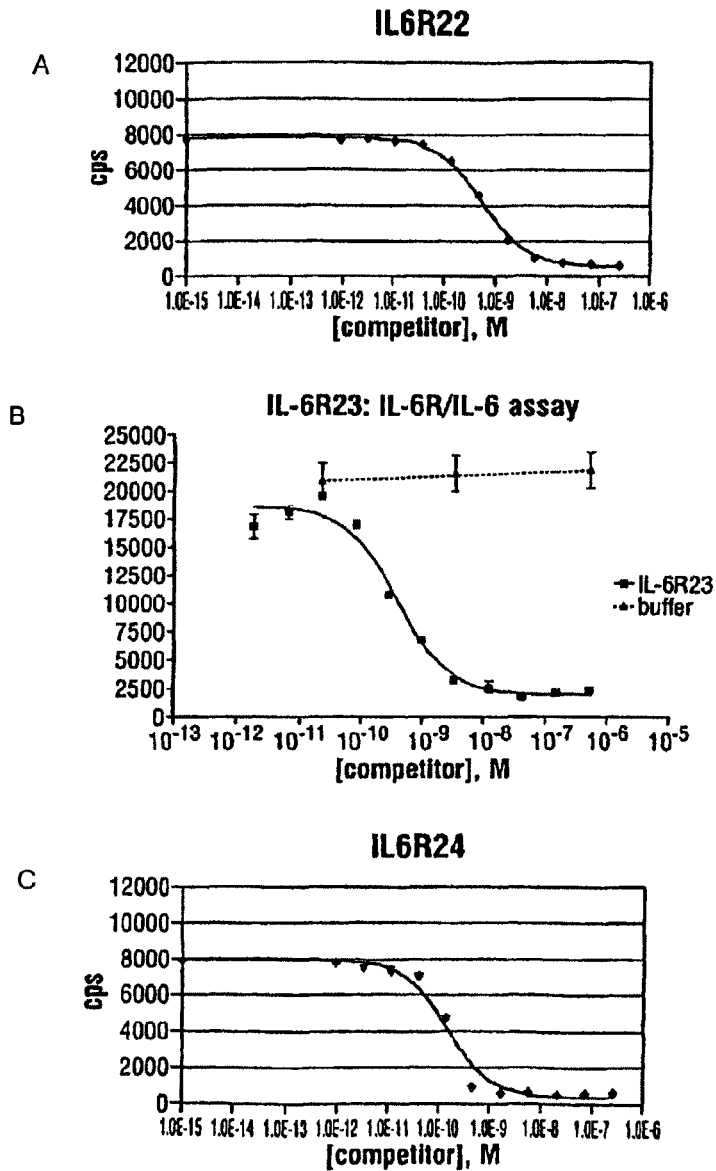 IL6R22
A
12000
10000
8000
6000
4000
2000
0
cps
1.0E-15 1.0E-14 1.0E-13 1.0E-12 1.0E-11 1.0E-10 1.0E-9 1.0E-8 1.0E-7 1.0E-6
[competitor], M
B
IL-6R23: IL-6R/IL-6 assay
25000
22500
20000
17500
15000
12500
10000
7500
5000
2500
0
IL-6R23
buffer
10-13 10-12 10-11 10-10 10-9 10-8 10-7 10-6 10-5
[competitor], M
IL6R24
C
12000
10000
8000
6000
4000
2000
0
cps
1.0E-15 1.0E-14 1.0E-13 1.0E-12 1.0E-11 1.0E-10 1.0E-9 1.0E-8 1.0E-7 1.0E-6
[competitor], M